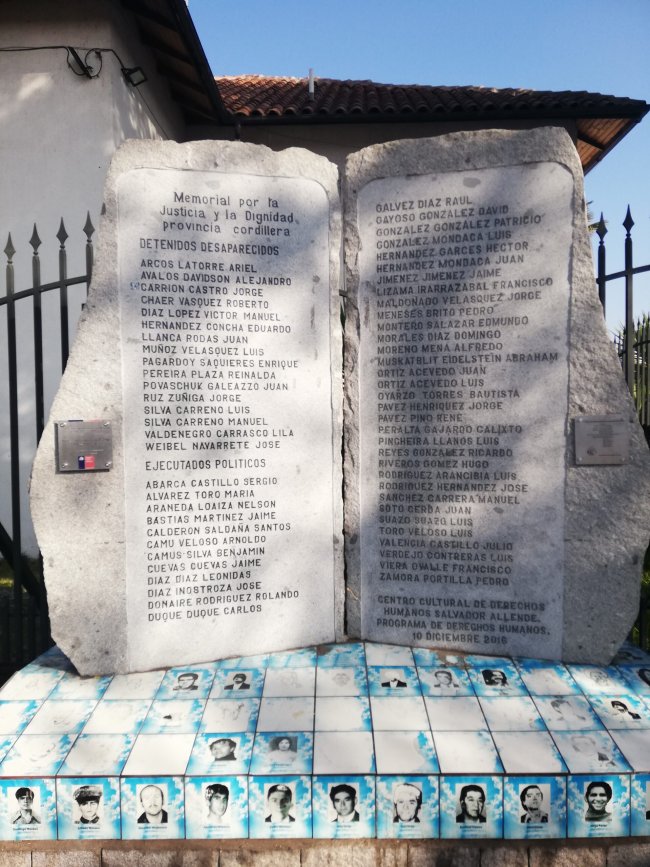 Memorial por la
Justicia y la Dignidad
provincia cordillera
DETENIDOS DESAPARECIDOS
ARCOS LATORRE ARIEL
AVALOS DAVIDSON ALEJANDRO
CARRION CASTRO JORGE
CHAER VASQUEZ ROBERTO
DIAZ LOPEZ VICTOR MANUEL
HERNANDEZ CONCHA EDUARDO
LLANCA RODAS JUAN
MUÑOZ VELASQUEZ LUIS
PAGARDOY SAQUIERES ENRIQUE
PEREIRA PLAZA REINALDA
POVASCHUK GALEAZZO JUAN
RUZ ZUÑIGA JORGE
SILVA CARRENO LUIS
SILVA CARRENO MANUEL
VALDENEGRO CARRASCO LILA
WEIBEL NAVARRETE JOSE
EJECUTADOS POLITICOS
ABARCA CASTILLO SERGIO
ALVAREZ TORO MARIA
ARANEDA LOAIZA NELSON
BASTIAS MARTINEZ JAIME
CALDERON SALDAÑA SANTOS
CAMU VELOSO ARNOLDO
CAMUS SILVA BENJAMIN
CUEVAS CUEVAS JAIME
DIAZ DIAZ LEONIDAS
DIAZ INOSTROZA JOSE
DONAIRE RODRIGUEZ ROLANDO
DUQUE DUQUE CARLOS
GALVEZ DIAZ RAUL
GAYOSO GONZALEZ DAVID
GONZALEZ GONZALEZ PATRICIO
GONZALEZ MONDACA LUIS
HERNANDEZ GARCES HECTOR
HERNANDEZ MONDACA JUAN
JIMENEZ JIMENEZ JAIME
LIZAMA IRARRAZABAL FRANCISCO
MALDONADO VELASQUEZ JORGE
MENESES BRITO PEDRO
MONTERO SALAZAR EDMUNDO
MORALES DIAZ DOMINGO
MORENO MENA ALFREDO
MUSKATBLIT EIDELSTEIN ABRAHAM
ORTIZ ACEVEDO JUAN
ORTIZ ACEVEDO LUIS
OYARZO TORRES BAUTISTA
PAVEZ HENRIQUEZ JORGE
PAVEZ PINO RENE
PERALTA GAJARDO CALIXTO
PINCHEIRA LLANOS LUIS
REYES GONZALEZ RICARDO
RIVEROS GOMEZ HUGO
RODRIGUEZ ARANCIBIA LUIS
RODRIGUEZ HERNANDEZ JOSE
SANCHEZ CARRERA MANUEL
SOTO CERDA JUAN
SUAZO SUAZO LUIS
TORO VELOSO LUIS
VALENCIA CASTILLO JULIO
VERDEJO CONTRERAS LUIS
VIERA OVALLE FRANCISCO
ZAMORA PORTILLA PEDRO
CENTRO CULTURAL DE DERECHOS
HUMANOS SALVADOR ALLENDE.
PROGRAMA DE DERECHOS HUMANOS.
10 DICIEMBRE 2016